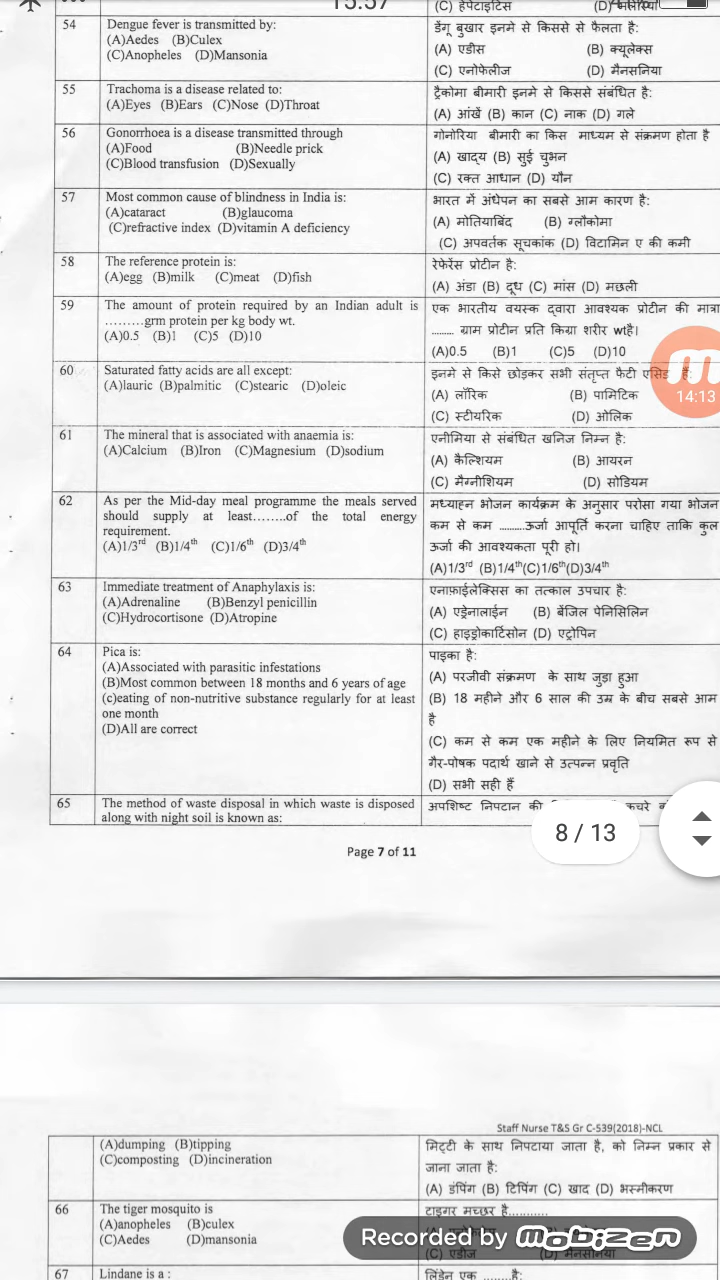 15:57
(C) हेपेटाइटिस
54 Dengue fever is transmitted by:
(A)Aedes (B)Culex
(C)Anopheles (D)Mansonia
डेंगू बुखार इनमे से किससे से फैलता है:
(A) एडीस (B) क्यूलेक्स
(C) एनोफेलीज (D) मैनसनिया
55 Trachoma is a disease related to:
(A)Eyes (B)Ears (C)Nose (D)Throat
ट्रैकोमा बीमारी इनमे से किससे संबंधित है:
(A) आंखें (B) कान (C) नाक (D) गले
56 Gonorrhoea is a disease transmitted through
(A)Food (B)Needle prick
(C)Blood transfusion (D)Sexually
गोनोरिया बीमारी का किस माध्यम से संक्रमण होता है
(A) खाद्य (B) सुई चुभन
(C) रक्त आधान (D) यौन
57 Most common cause of blindness in India is:
(A)cataract (B)glaucoma
(C)refractive index (D)vitamin A deficiency
भारत में अंधेपन का सबसे आम कारण है:
(A) मोतियाबिंद (B) ग्लौकोमा
(C) अपवर्तक सूचकांक (D) विटामिन ए की कमी
58 The reference protein is:
(A)egg (B)milk (C)meat (D)fish
रेफेरेंस प्रोटीन है:
(A) अंडा (B) दूध (C) मांस (D) मछली
59 The amount of protein required by an Indian adult is
.........grm protein per kg body wt.
(A)0.5 (B)1 (C)5 (D)10
एक भारतीय वयस्क द्वारा आवश्यक प्रोटीन की मात्रा
......... ग्राम प्रोटीन प्रति किग्रा शरीर wtहै।
(A)0.5 (B)1 (C)5 (D)10
60 Saturated fatty acids are all except:
(A)lauric (B)palmitic (C)stearic (D)oleic
इनमे से किसे छोड़कर सभी संतृप्त फैटी एसिड हैं:
(A) लॉरिक (B) पामिटिक
(C) स्टीयरिक (D) ओलिक
14:13
61 The mineral that is associated with anaemia is:
(A)Calcium (B)Iron (C)Magnesium (D)sodium
एनीमिया से संबंधित खनिज निम्न है:
(A) कैल्शियम (B) आयरन
(C) मैग्नीशियम (D) सोडियम
62 As per the Mid-day meal programme the meals served
should supply at least........of the total energy
requirement.
(A)1/3rd (B)1/4th (C)1/6th (D)3/4th
मध्याह्न भोजन कार्यक्रम के अनुसार परोसा गया भोजन
कम से कम .........ऊर्जा आपूर्ति करना चाहिए ताकि कुल
ऊर्जा की आवश्यकता पूरी हो।
(A)1/3rd (B)1/4th(C)1/6th(D)3/4th
63 Immediate treatment of Anaphylaxis is:
(A)Adrenaline (B)Benzyl penicillin
(C)Hydrocortisone (D)Atropine
एनाफ़ाईलेक्सिस का तत्काल उपचार है:
(A) एड्रेनालाईन (B) बेंजिल पेनिसिलिन
(C) हाइड्रोकार्टिसोन (D) एट्रोपिन
64 Pica is:
(A)Associated with parasitic infestations
(B)Most common between 18 months and 6 years of age
(c)eating of non-nutritive substance regularly for at least
one month
(D)All are correct
पाइका है:
(A) परजीवी संक्रमण के साथ जुड़ा हुआ
(B) 18 महीने और 6 साल की उम्र के बीच सबसे आम
है
(C) कम से कम एक महीने के लिए नियमित रूप से
गैर-पोषक पदार्थ खाने से उत्पन्न प्रवृति
(D) सभी सही हैं
65 The method of waste disposal in which waste is disposed
along with night soil is known as:
अपशिष्ट निपटान की कचरे
8 / 13
Page 7 of 11
Staff Nurse T&S Gr C-539(2018)-NCL
(A)dumping (B)tipping
(C)composting (D)incineration
मिट्टी के साथ निपटाया जाता है, को निम्न प्रकार से
जाना जाता है:
(A) डंपिंग (B) टिपिंग (C) खाद (D) भस्मीकरण
66 The tiger mosquito is
(A)anopheles (B)culex
(C)Aedes (D)mansonia
टाइगर मच्छर है...........
(C) एडीज (D) मैनसोनिया
Recorded by mobizen
67 Lindane is a :
लिंडेन एक ........है: